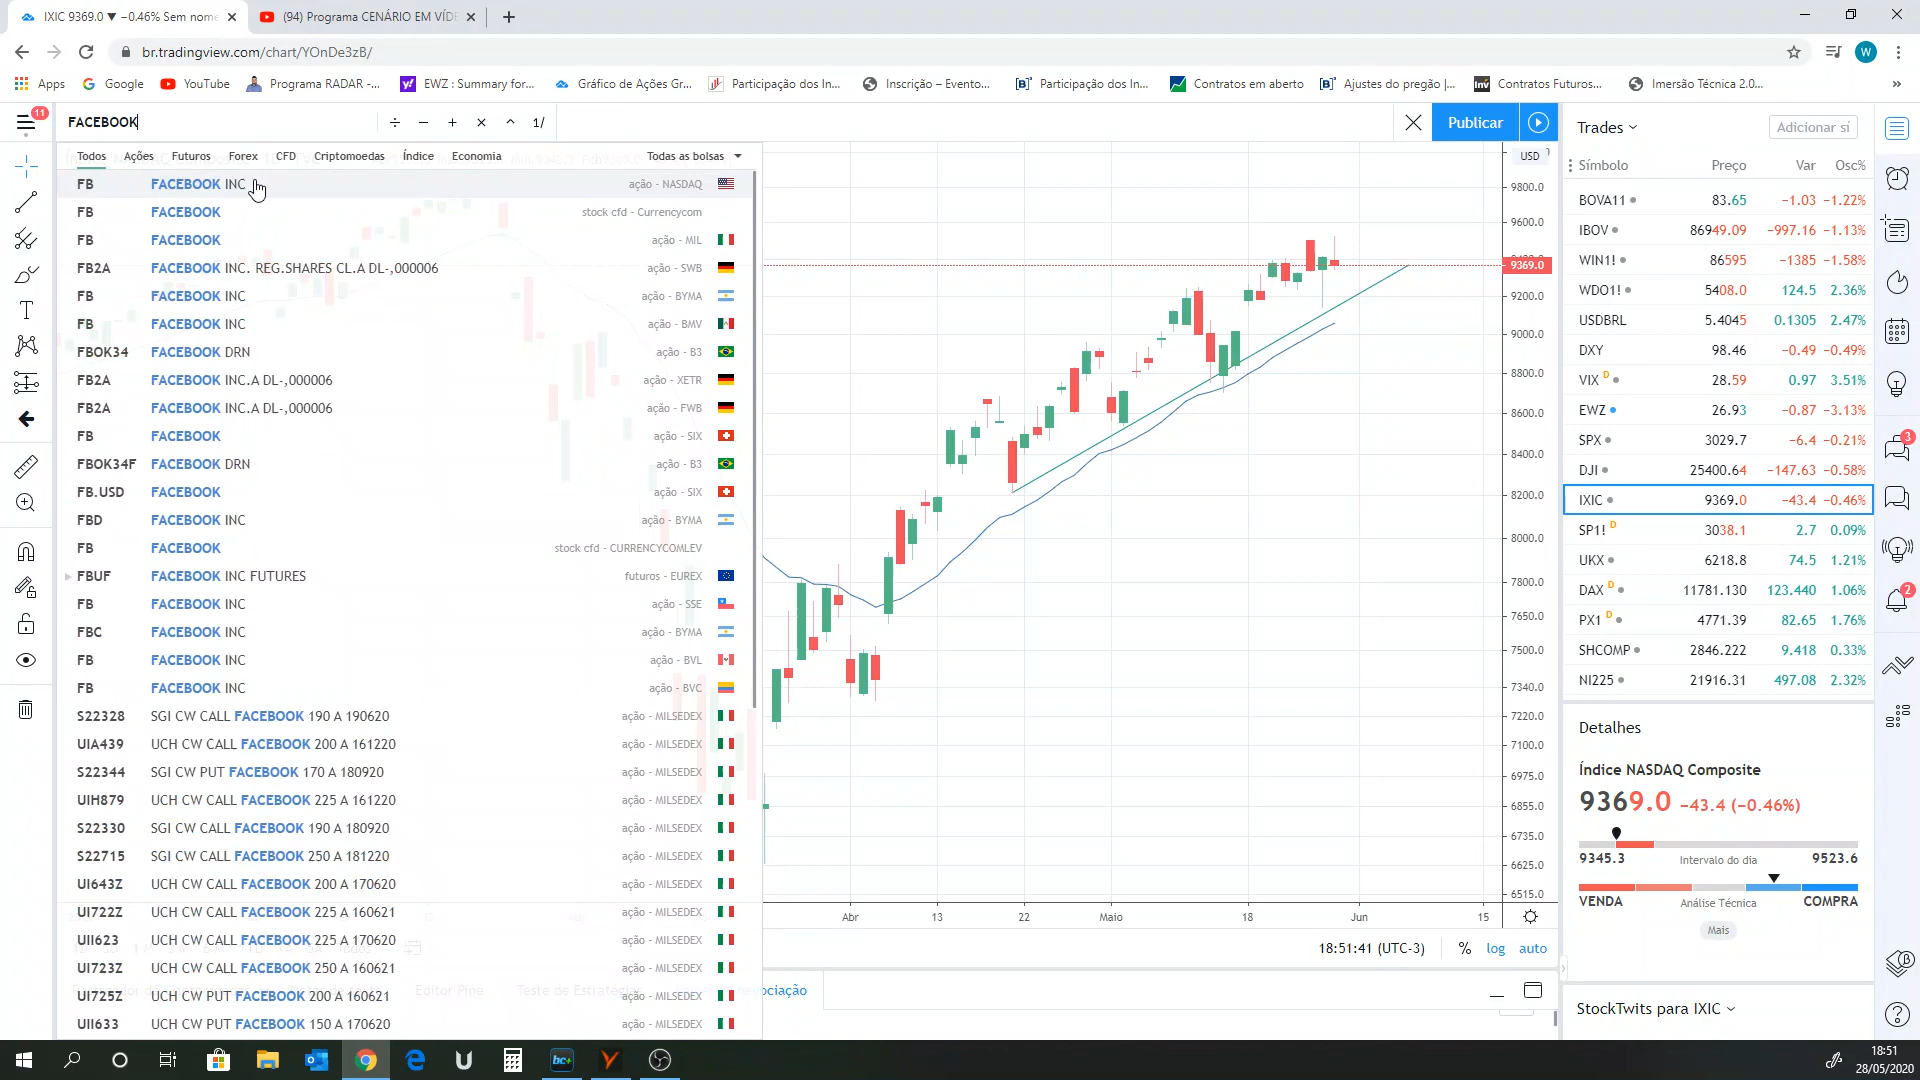 IXIC 9369.0 ▼ −0.46% Sem nome
(94) Programa CENÁRIO EM VÍDE
br.tradingview.com/chart/YOnDe3zB/
W
Apps Google YouTube Programa RADAR -... EWZ : Summary for... Gráfico de Ações Gr... Participação dos In... Inscrição – Evento... Participação dos In... Contratos em aberto Ajustes do pregão |... Contratos Futuros... Imersão Técnica 2.0... »
11
FACEBOOK ÷ − + × ^ 1/
Publicar
Todos Ações Futuros Forex CFD Criptomoedas Índice Economia Todas as bolsas
FB FACEBOOK INC ação - NASDAQ
FB FACEBOOK stock cfd - Currencycom
FB FACEBOOK ação - MIL
FB2A FACEBOOK INC. REG.SHARES CL.A DL-,000006 ação - SWB
FB FACEBOOK INC ação - BYMA
FB FACEBOOK INC ação - BMV
FBOK34 FACEBOOK DRN ação - B3
FB2A FACEBOOK INC.A DL-,000006 ação - XETR
FB2A FACEBOOK INC.A DL-,000006 ação - FWB
FB FACEBOOK ação - SIX
FBOK34F FACEBOOK DRN ação - B3
FB.USD FACEBOOK ação - SIX
FBD FACEBOOK INC ação - BYMA
FB FACEBOOK stock cfd - CURRENCYCOMLEV
FBUF FACEBOOK INC FUTURES futuros - EUREX
FB FACEBOOK INC ação - SSE
FBC FACEBOOK INC ação - BYMA
FB FACEBOOK INC ação - BVL
FB FACEBOOK INC ação - BVC
S22328 SGI CW CALL FACEBOOK 190 A 190620 ação - MILSEDEX
UIA439 UCH CW CALL FACEBOOK 200 A 161220 ação - MILSEDEX
S22344 SGI CW PUT FACEBOOK 170 A 180920 ação - MILSEDEX
UIH879 UCH CW CALL FACEBOOK 225 A 161220 ação - MILSEDEX
S22330 SGI CW CALL FACEBOOK 190 A 180920 ação - MILSEDEX
S22715 SGI CW CALL FACEBOOK 250 A 181220 ação - MILSEDEX
UI643Z UCH CW CALL FACEBOOK 200 A 170620 ação - MILSEDEX
UI722Z UCH CW CALL FACEBOOK 225 A 160621 ação - MILSEDEX
UII623 UCH CW CALL FACEBOOK 225 A 170620 ação - MILSEDEX
UI723Z UCH CW CALL FACEBOOK 250 A 160621 ação - MILSEDEX
UI725Z UCH CW PUT FACEBOOK 200 A 160621 ação - MILSEDEX
UII633 UCH CW PUT FACEBOOK 150 A 170620 ação - MILSEDEX
Editor Pine Teste de Estratégia ociação
USD
9800.0
9600.0
9369.0
9200.0
9000.0
8800.0
8600.0
8400.0
8200.0
8000.0
7800.0
7650.0
7500.0
7340.0
7220.0
7100.0
6975.0
6855.0
6735.0
6625.0
6515.0
Abr 13 22 Maio 18 Jun 15
18:51:41 (UTC-3) % log auto
Trades Adicionar sí
Símbolo Preço Var Osc%
BOVA11 83.65 −1.03 −1.22%
IBOV 86949.09 −997.16 −1.13%
WIN1! 86595 −1385 −1.58%
WDO1! 5408.0 124.5 2.36%
USDBRL 5.4045 0.1305 2.47%
DXY 98.46 −0.49 −0.49%
VIX D 28.59 0.97 3.51%
EWZ 26.93 −0.87 −3.13%
SPX 3029.7 −6.4 −0.21%
DJI 25400.64 −147.63 −0.58%
IXIC 9369.0 −43.4 −0.46%
SP1! D 3038.1 2.7 0.09%
UKX 6218.8 74.5 1.21%
DAX D 11781.130 123.440 1.06%
PX1 D 4771.39 82.65 1.76%
SHCOMP 2846.222 9.418 0.33%
NI225 21916.31 497.08 2.32%
Detalhes
Índice NASDAQ Composite
9369.0 −43.4 (−0.46%)
9345.3 Intervalo do dia 9523.6
VENDA Análise Técnica COMPRA
Mais
StockTwits para IXIC
3
2
bc+
18:51
28/05/2020